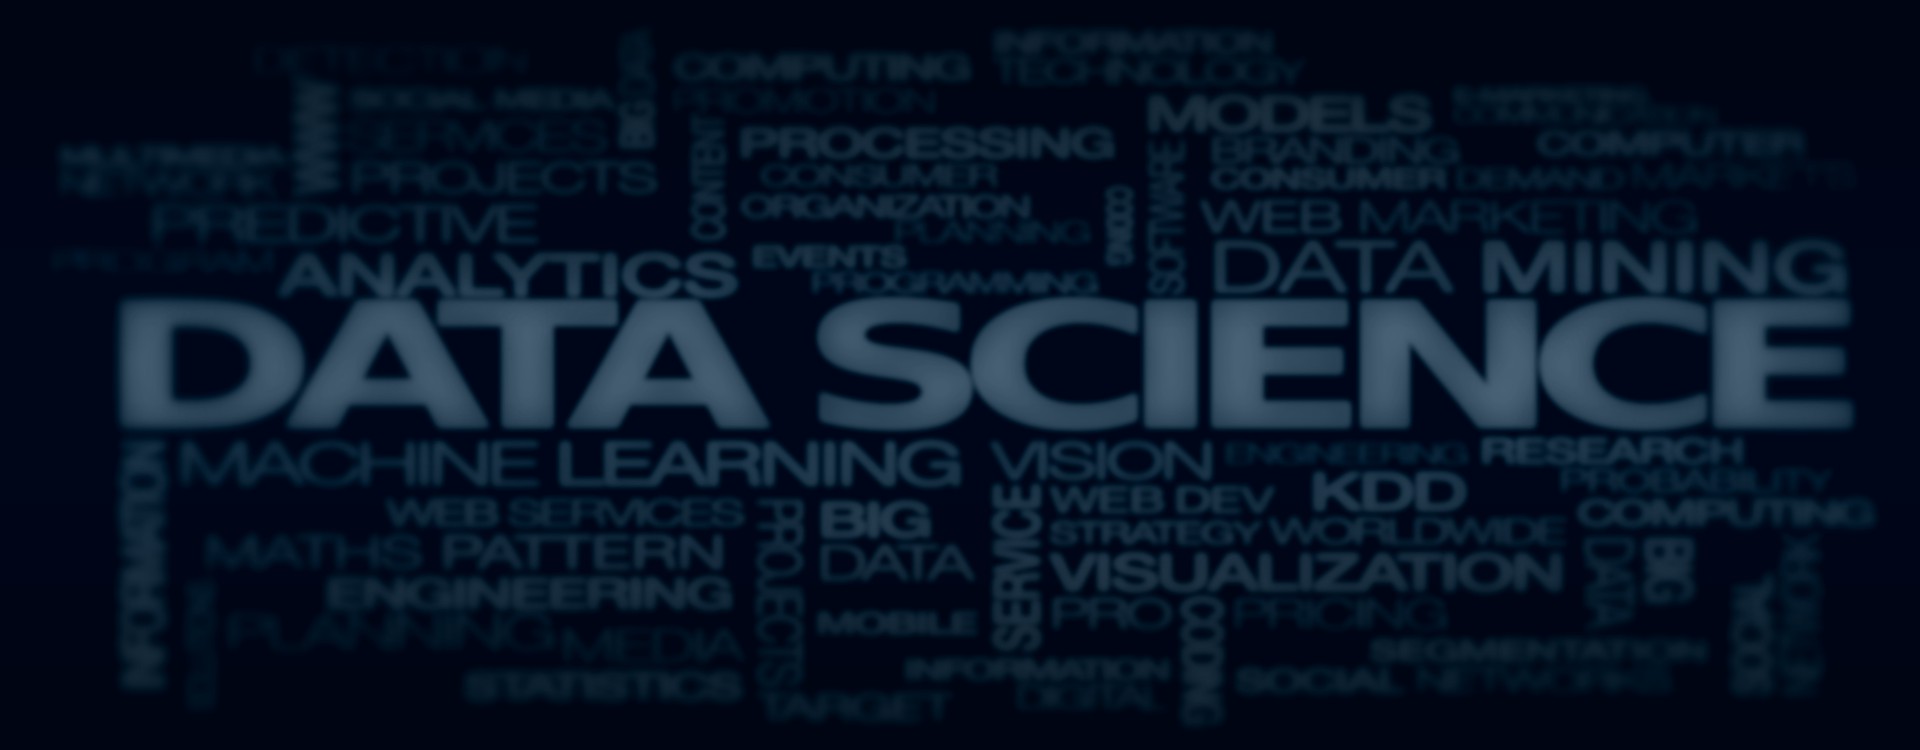 DETECTION
BIG DATA
COMPUTING
INFORMATION
TECHNOLOGY
WWW
SOCIAL MEDIA
PROMOTION
MODELS
SERVICES
CONTENT
PROCESSING
SOFTWARE
BRANDING
COMPUTER
MULTIMEDIA
NETWORK
PROJECTS
CONSUMER
CONSUMER DEMAND MARKETS
PREDICTIVE
ORGANIZATION
CODING
WEB MARKETING
PLANNING
PROGRAM
ANALYTICS
EVENTS
PROGRAMMING
DATA MINING
DATA SCIENCE
INFORMATION
MACHINE LEARNING
VISION
ENGINEERING
RESEARCH
PROBABILITY
WEB SERVICES
PROJECTS
BIG
DATA
SERVICE
WEB DEV
KDD
COMPUTING
STRATEGY WORLDWIDE
MATHS PATTERN
VISUALIZATION
DATA
BIG
ENGINEERING
PLANNING
MEDIA
MOBILE
PRO
CODING
PRICING
SOCIAL
STATISTICS
INFORMATION
DIGITAL
SEGMENTATION
SOCIAL NETWORKS
TARGET